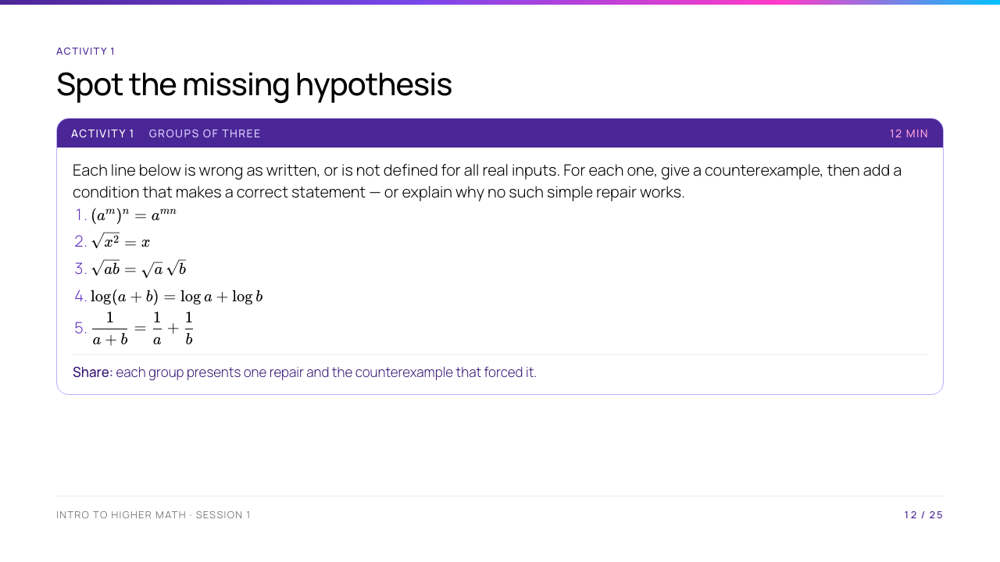 ACTIVITY 1
Spot the missing hypothesis
ACTIVITY 1 GROUPS OF THREE 12 MIN
Each line below is wrong as written, or is not defined for all real inputs. For each one, give a counterexample, then add a
condition that makes a correct statement — or explain why no such simple repair works.
1. $(a^m)^n = a^{mn}$
2. $\sqrt{x^2} = x$
3. $\sqrt{ab} = \sqrt{a}\,\sqrt{b}$
4. $\log(a + b) = \log a + \log b$
5. $\frac{1}{a + b} = \frac{1}{a} + \frac{1}{b}$
Share: each group presents one repair and the counterexample that forced it.
INTRO TO HIGHER MATH · SESSION 1 12 / 25